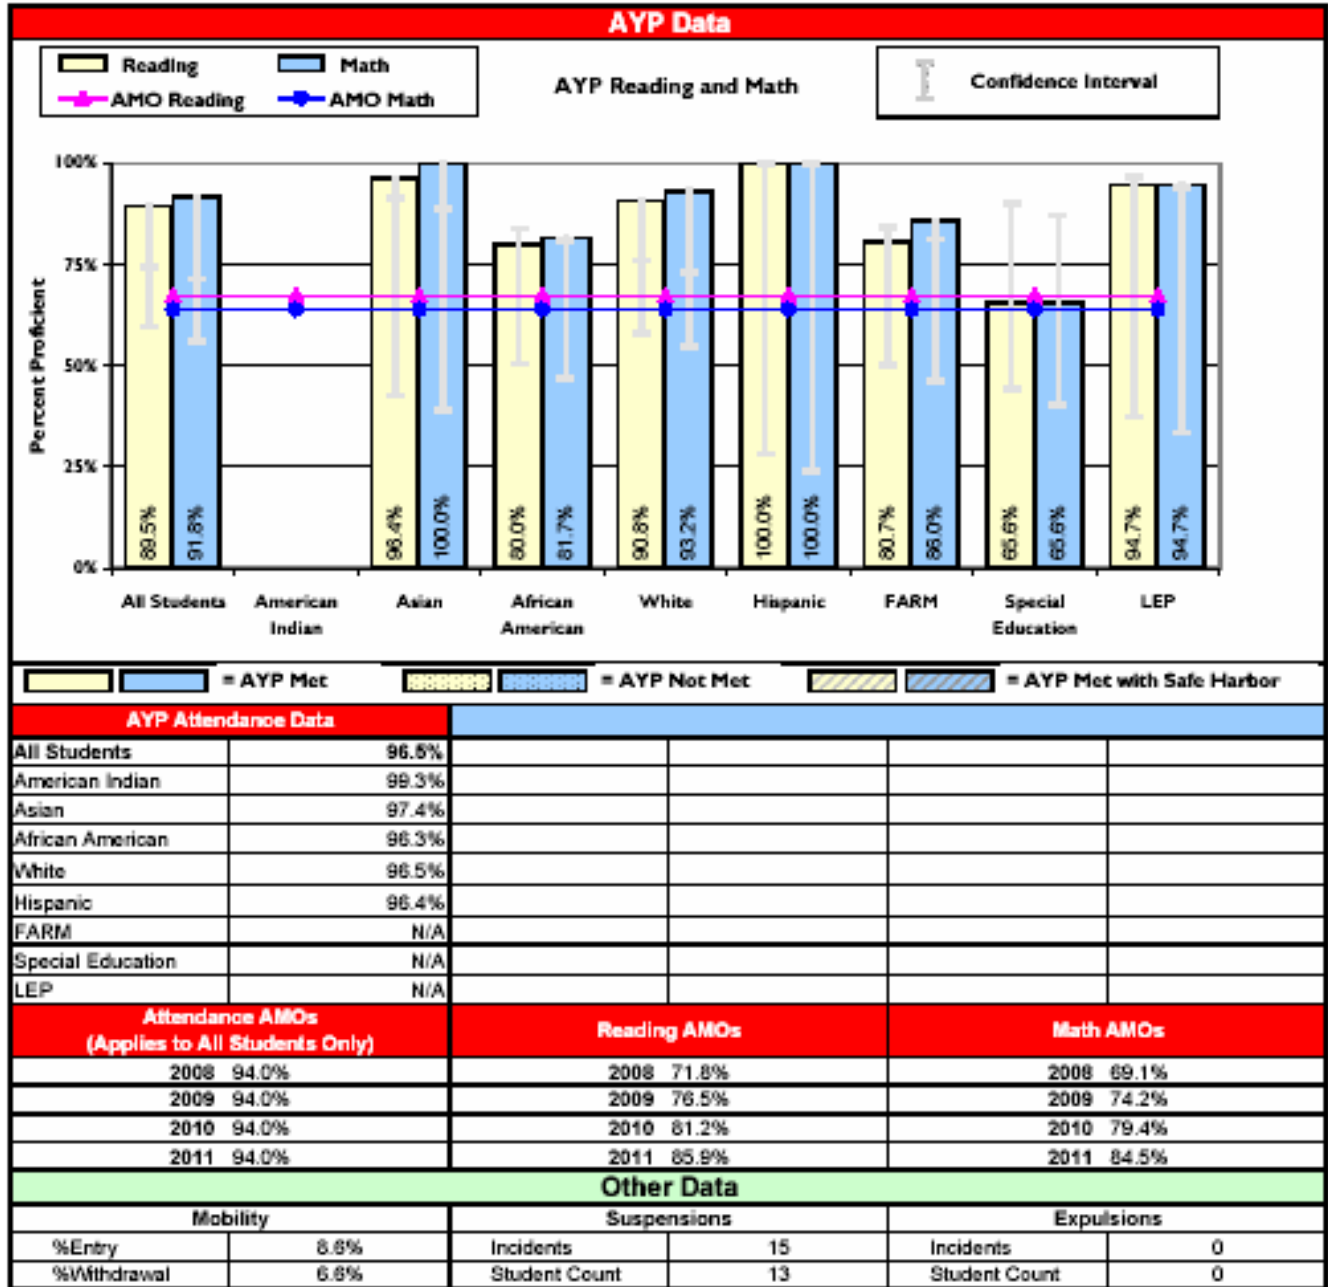 AYP Data
Reading Math
AMO Reading AMO Math
AYP Reading and Math
Confidence Interval
Percent Proficient
100%
75%
50%
25%
0%
89.5% 91.8% 96.4% 100.0% 80.0% 81.7% 90.8% 93.2% 100.0% 100.0% 80.7% 86.0% 65.6% 65.6% 94.7% 94.7%
All Students American Asian African White Hispanic FARM Special LEP
Indian American Education
= AYP Met = AYP Not Met = AYP Met with Safe Harbor
AYP Attendance Data
All Students 96.5%
American Indian 99.3%
Asian 97.4%
African American 96.3%
White 96.5%
Hispanic 96.4%
FARM N/A
Special Education N/A
LEP N/A
Attendance AMOs
(Applies to All Students Only) Reading AMOs Math AMOs
2008 94.0% 2008 71.8% 2008 69.1%
2009 94.0% 2009 76.5% 2009 74.2%
2010 94.0% 2010 81.2% 2010 79.4%
2011 94.0% 2011 85.9% 2011 84.5%
Other Data
Mobility Suspensions Expulsions
%Entry 8.6% Incidents 15 Incidents 0
%Withdrawal 6.6% Student Count 13 Student Count 0